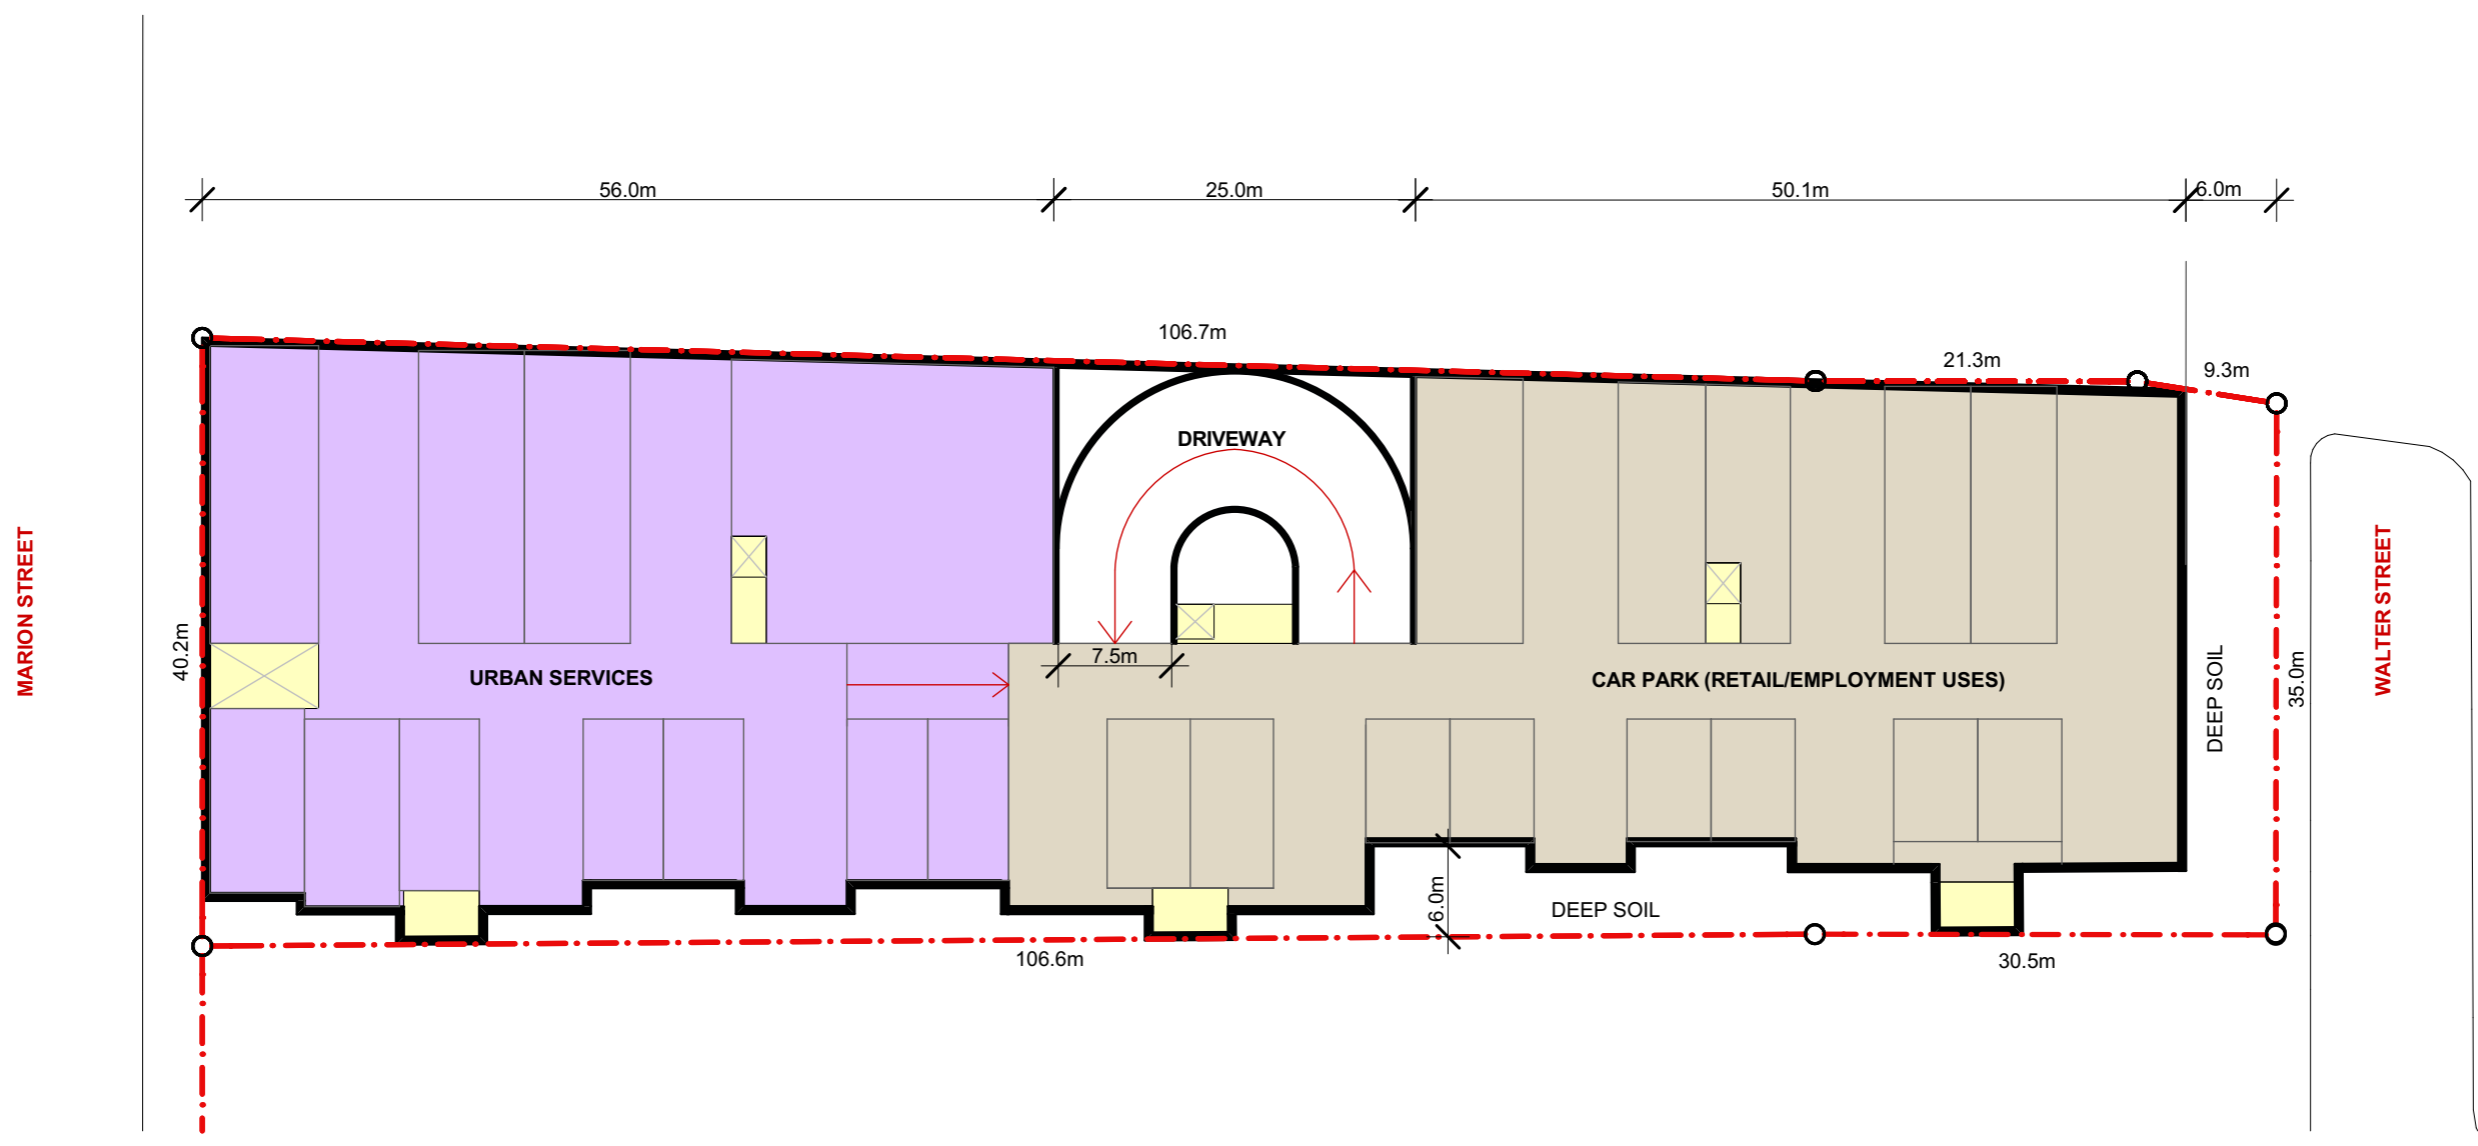 56.0m
25.0m
50.1m
6.0m
106.7m
21.3m
9.3m
DRIVEWAY
MARION STREET
40.2m
URBAN SERVICES
7.5m
CAR PARK (RETAIL/EMPLOYMENT USES)
DEEP SOIL
35.0m
WALTER STREET
6.0m
DEEP SOIL
106.6m
30.5m